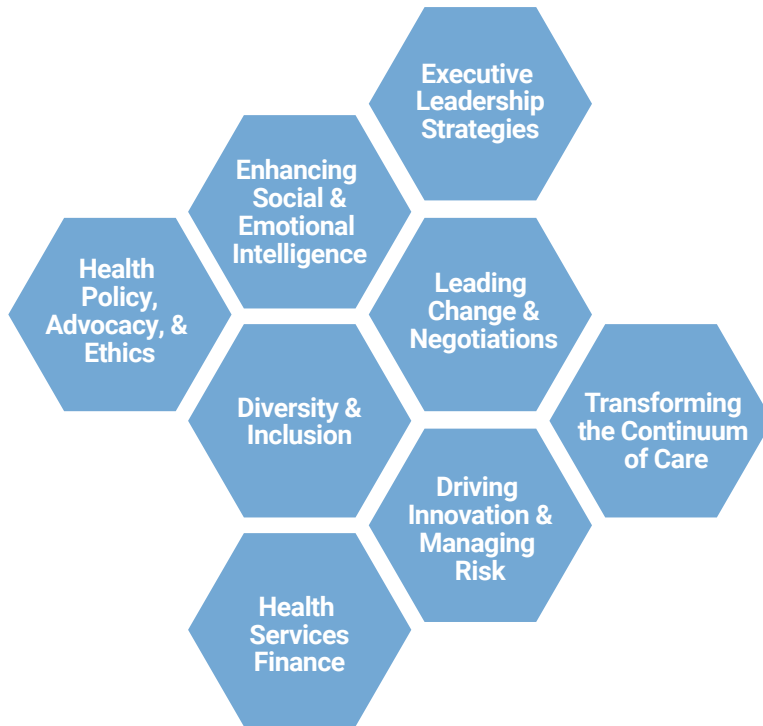 Executive
Leadership
Strategies
Enhancing
Social &
Emotional
Intelligence
Health
Policy,
Advocacy, &
Ethics
Leading
Change &
Negotiations
Diversity &
Inclusion
Transforming
the Continuum
of Care
Driving
Innovation &
Managing
Risk
Health
Services
Finance